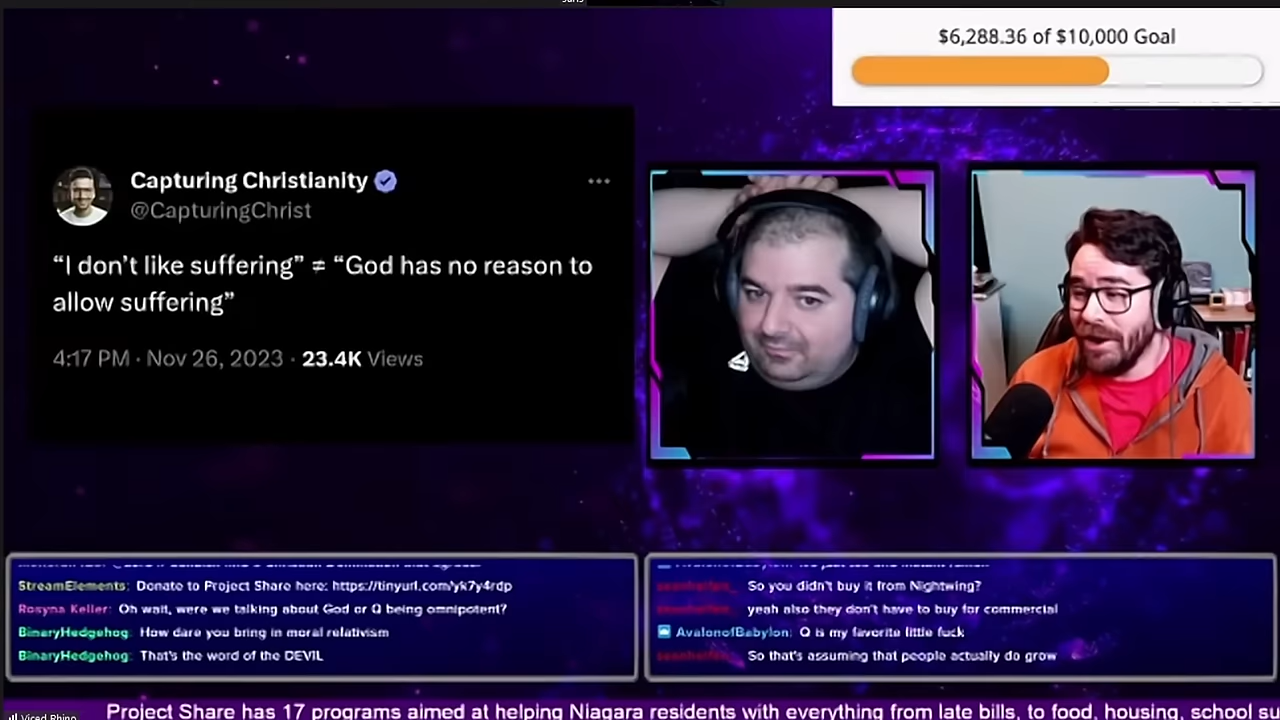 $6,288.36 of $10,000 Goal
Capturing Christianity
@CapturingChrist
“I don’t like suffering” ≠ “God has no reason to
allow suffering”
4:17 PM · Nov 26, 2023 · 23.4K Views
StreamElements: Donate to Project Share here: https://tinyurl.com/yk7y4rdp
Rosyna Keller: Oh wait, were we talking about God or Q being omnipotent?
BinaryHedgehog: How dare you bring in moral relativism
BinaryHedgehog: That's the word of the DEVIL
So you didn't buy it from Nightwing?
yeah also they don't have to buy for commercial
AvalonofBabylon: Q is my favorite little fuck
So that's assuming that people actually do grow
Project Share has 17 programs aimed at helping Niagara residents with everything from late bills, to food, housing, school su
Viced Rhino